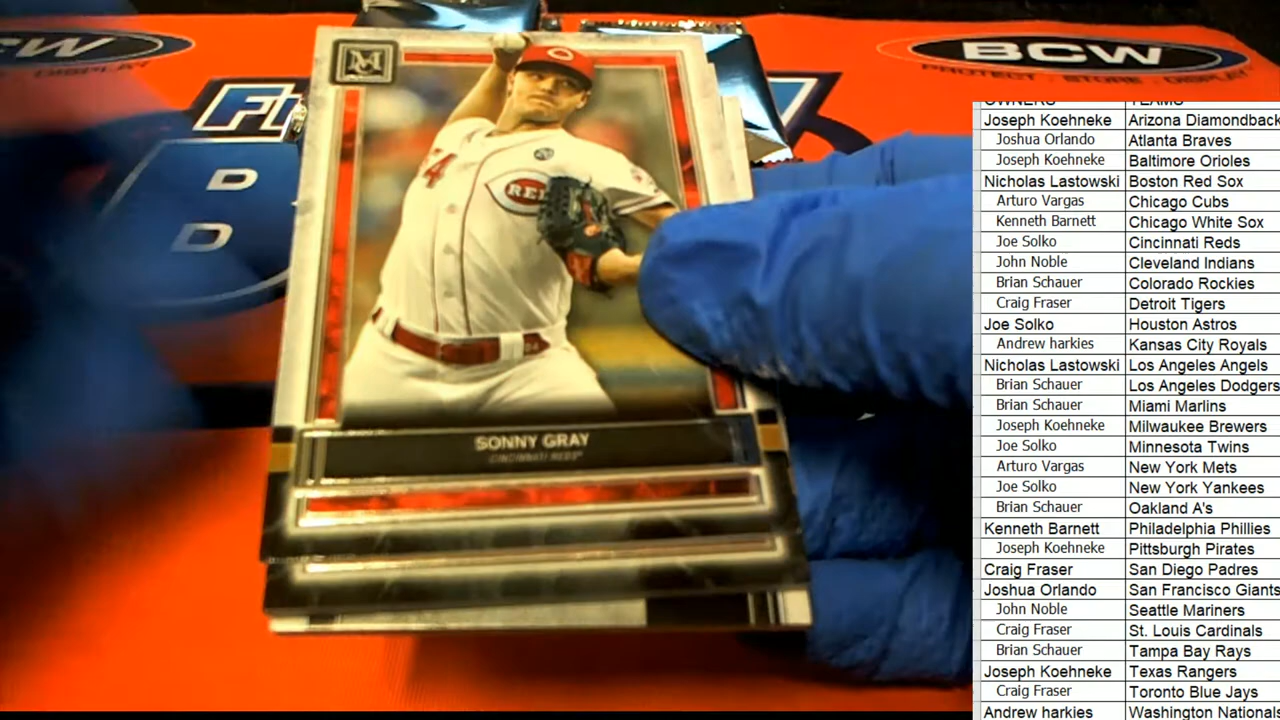 CW
DISPLAY
FL
D
D
M
4
REDS
SONNY GRAY
CINCINNATI REDS
BCW
PROTECT · STORE · DISPLAY
OWNERS TEAMS
Joseph Koehneke Arizona Diamondback
Joshua Orlando Atlanta Braves
Joseph Koehneke Baltimore Orioles
Nicholas Lastowski Boston Red Sox
Arturo Vargas Chicago Cubs
Kenneth Barnett Chicago White Sox
Joe Solko Cincinnati Reds
John Noble Cleveland Indians
Brian Schauer Colorado Rockies
Craig Fraser Detroit Tigers
Joe Solko Houston Astros
Andrew harkies Kansas City Royals
Nicholas Lastowski Los Angeles Angels
Brian Schauer Los Angeles Dodgers
Brian Schauer Miami Marlins
Joseph Koehneke Milwaukee Brewers
Joe Solko Minnesota Twins
Arturo Vargas New York Mets
Joe Solko New York Yankees
Brian Schauer Oakland A's
Kenneth Barnett Philadelphia Phillies
Joseph Koehneke Pittsburgh Pirates
Craig Fraser San Diego Padres
Joshua Orlando San Francisco Giants
John Noble Seattle Mariners
Craig Fraser St. Louis Cardinals
Brian Schauer Tampa Bay Rays
Joseph Koehneke Texas Rangers
Craig Fraser Toronto Blue Jays
Andrew harkies Washington Nationals